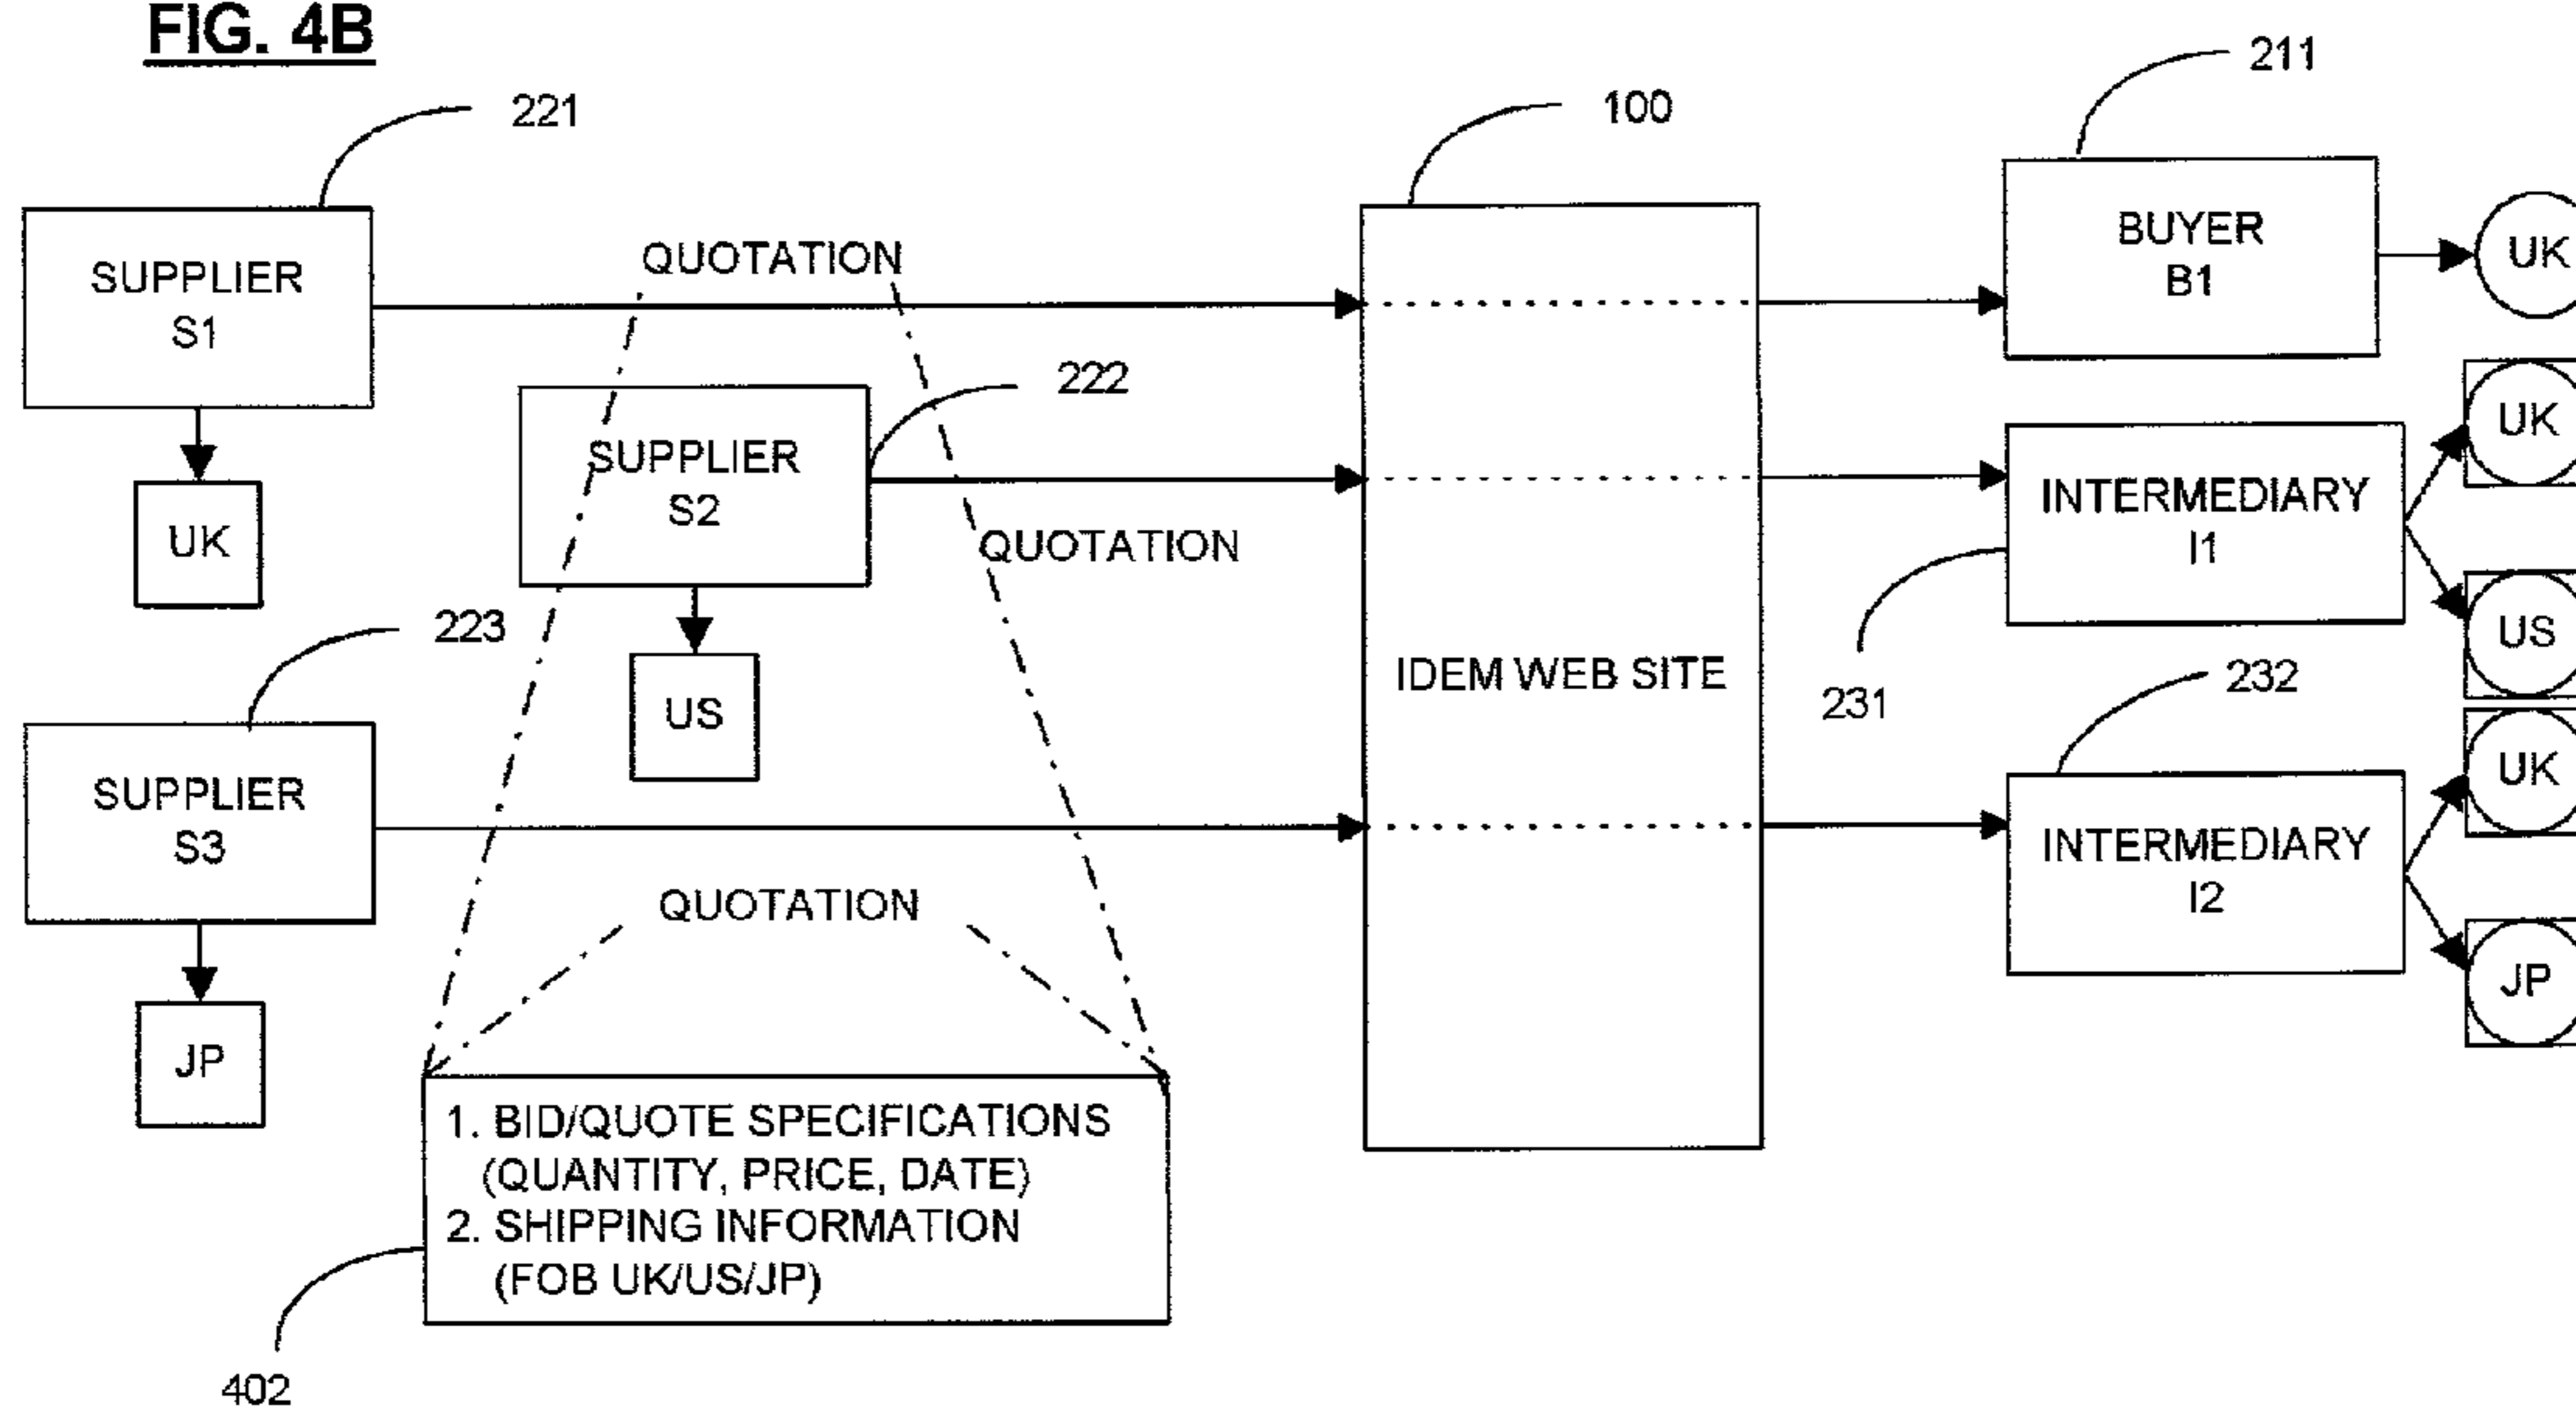 FIG. 4B
221
100
211
SUPPLIER
S1
QUOTATION
BUYER
B1
UK
222
UK
SUPPLIER
S2
UK
QUOTATION
INTERMEDIARY
I1
223
US
IDEM WEB SITE
US
231
232
SUPPLIER
S3
UK
QUOTATION
INTERMEDIARY
I2
JP
JP
1. BID/QUOTE SPECIFICATIONS
(QUANTITY, PRICE, DATE)
2. SHIPPING INFORMATION
(FOB UK/US/JP)
402